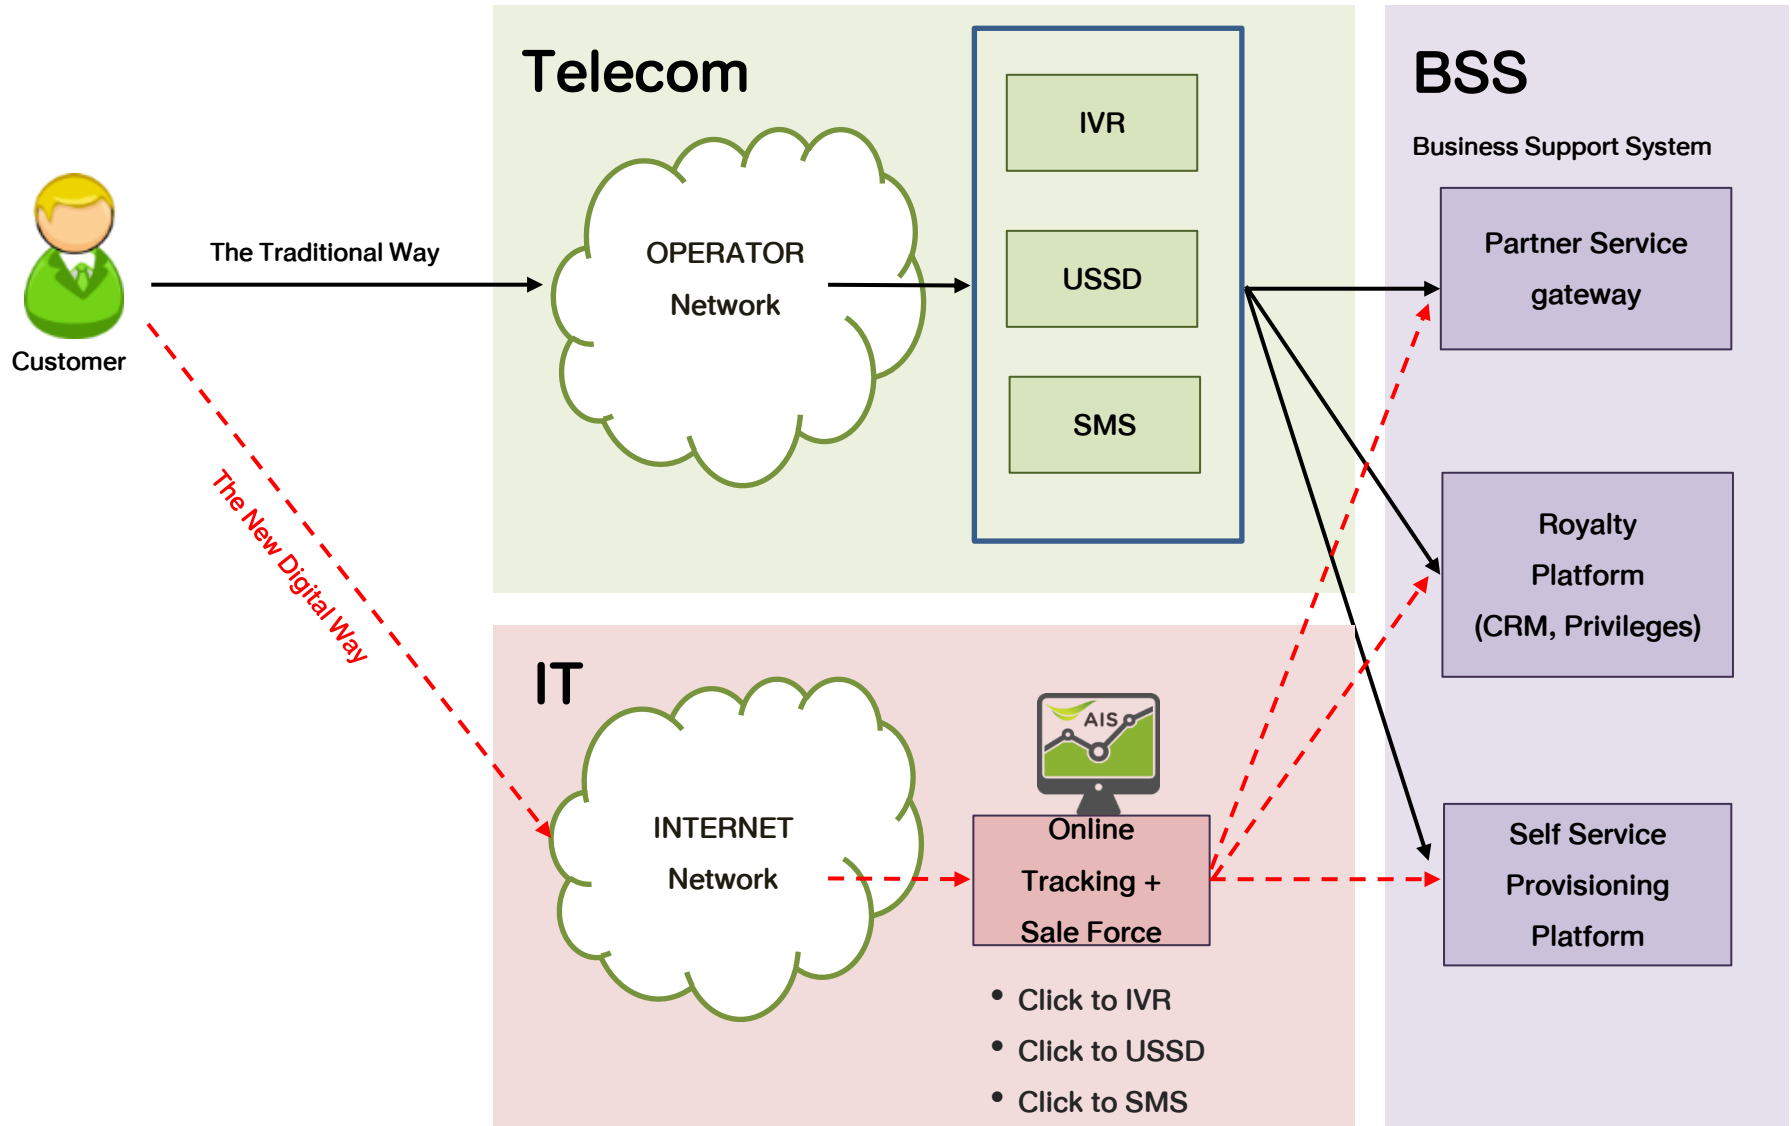 Telecom
BSS
Business Support System
IVR
USSD
SMS
The Traditional Way
OPERATOR
Network
Customer
Partner Service
gateway
Royalty
Platform
(CRM, Privileges)
Self Service
Provisioning
Platform
The New Digital Way
IT
INTERNET
Network
AIS
Online
Tracking +
Sale Force
• Click to IVR
• Click to USSD
• Click to SMS